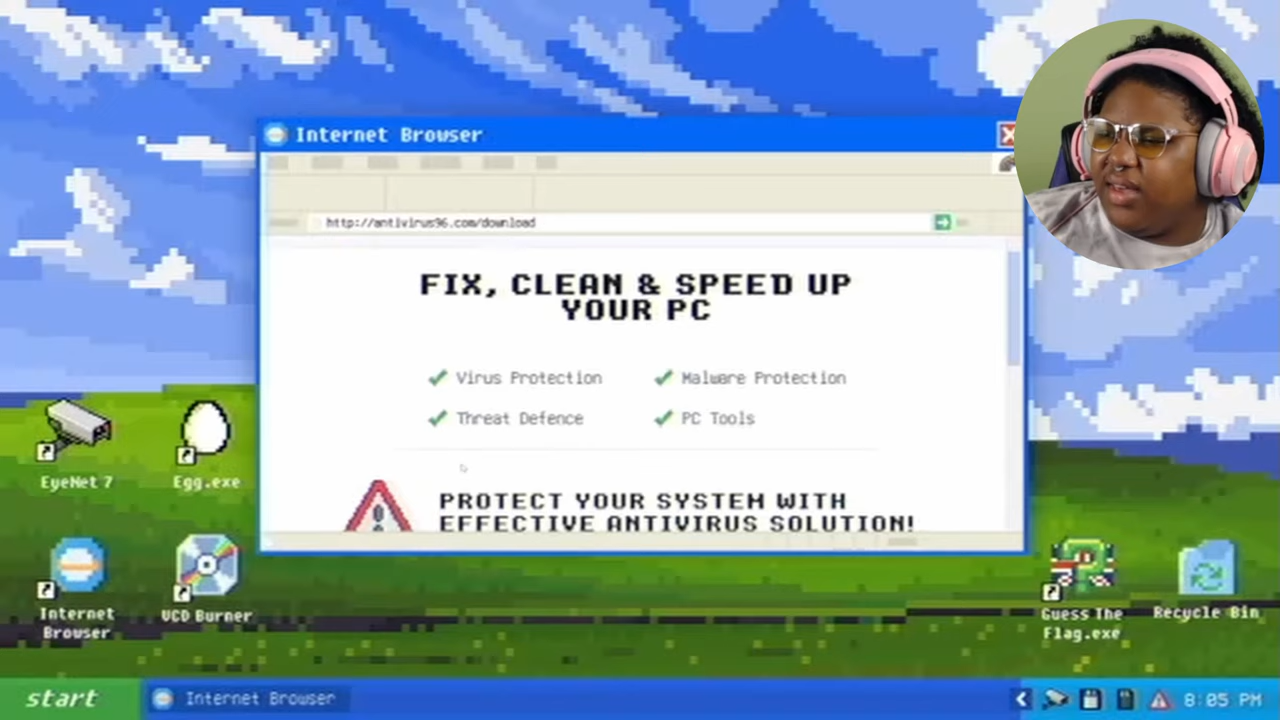 Internet Browser
http://antivirus96.com/download
FIX, CLEAN & SPEED UP
YOUR PC
Virus Protection
Malware Protection
Threat Defence
PC Tools
PROTECT YOUR SYSTEM WITH
EFFECTIVE ANTIVIRUS SOLUTION!
EyeNet 7
Egg.exe
Internet
Browser
VCD Burner
Guess The
Flag.exe
Recycle Bin
start
Internet Browser
8:05 PM